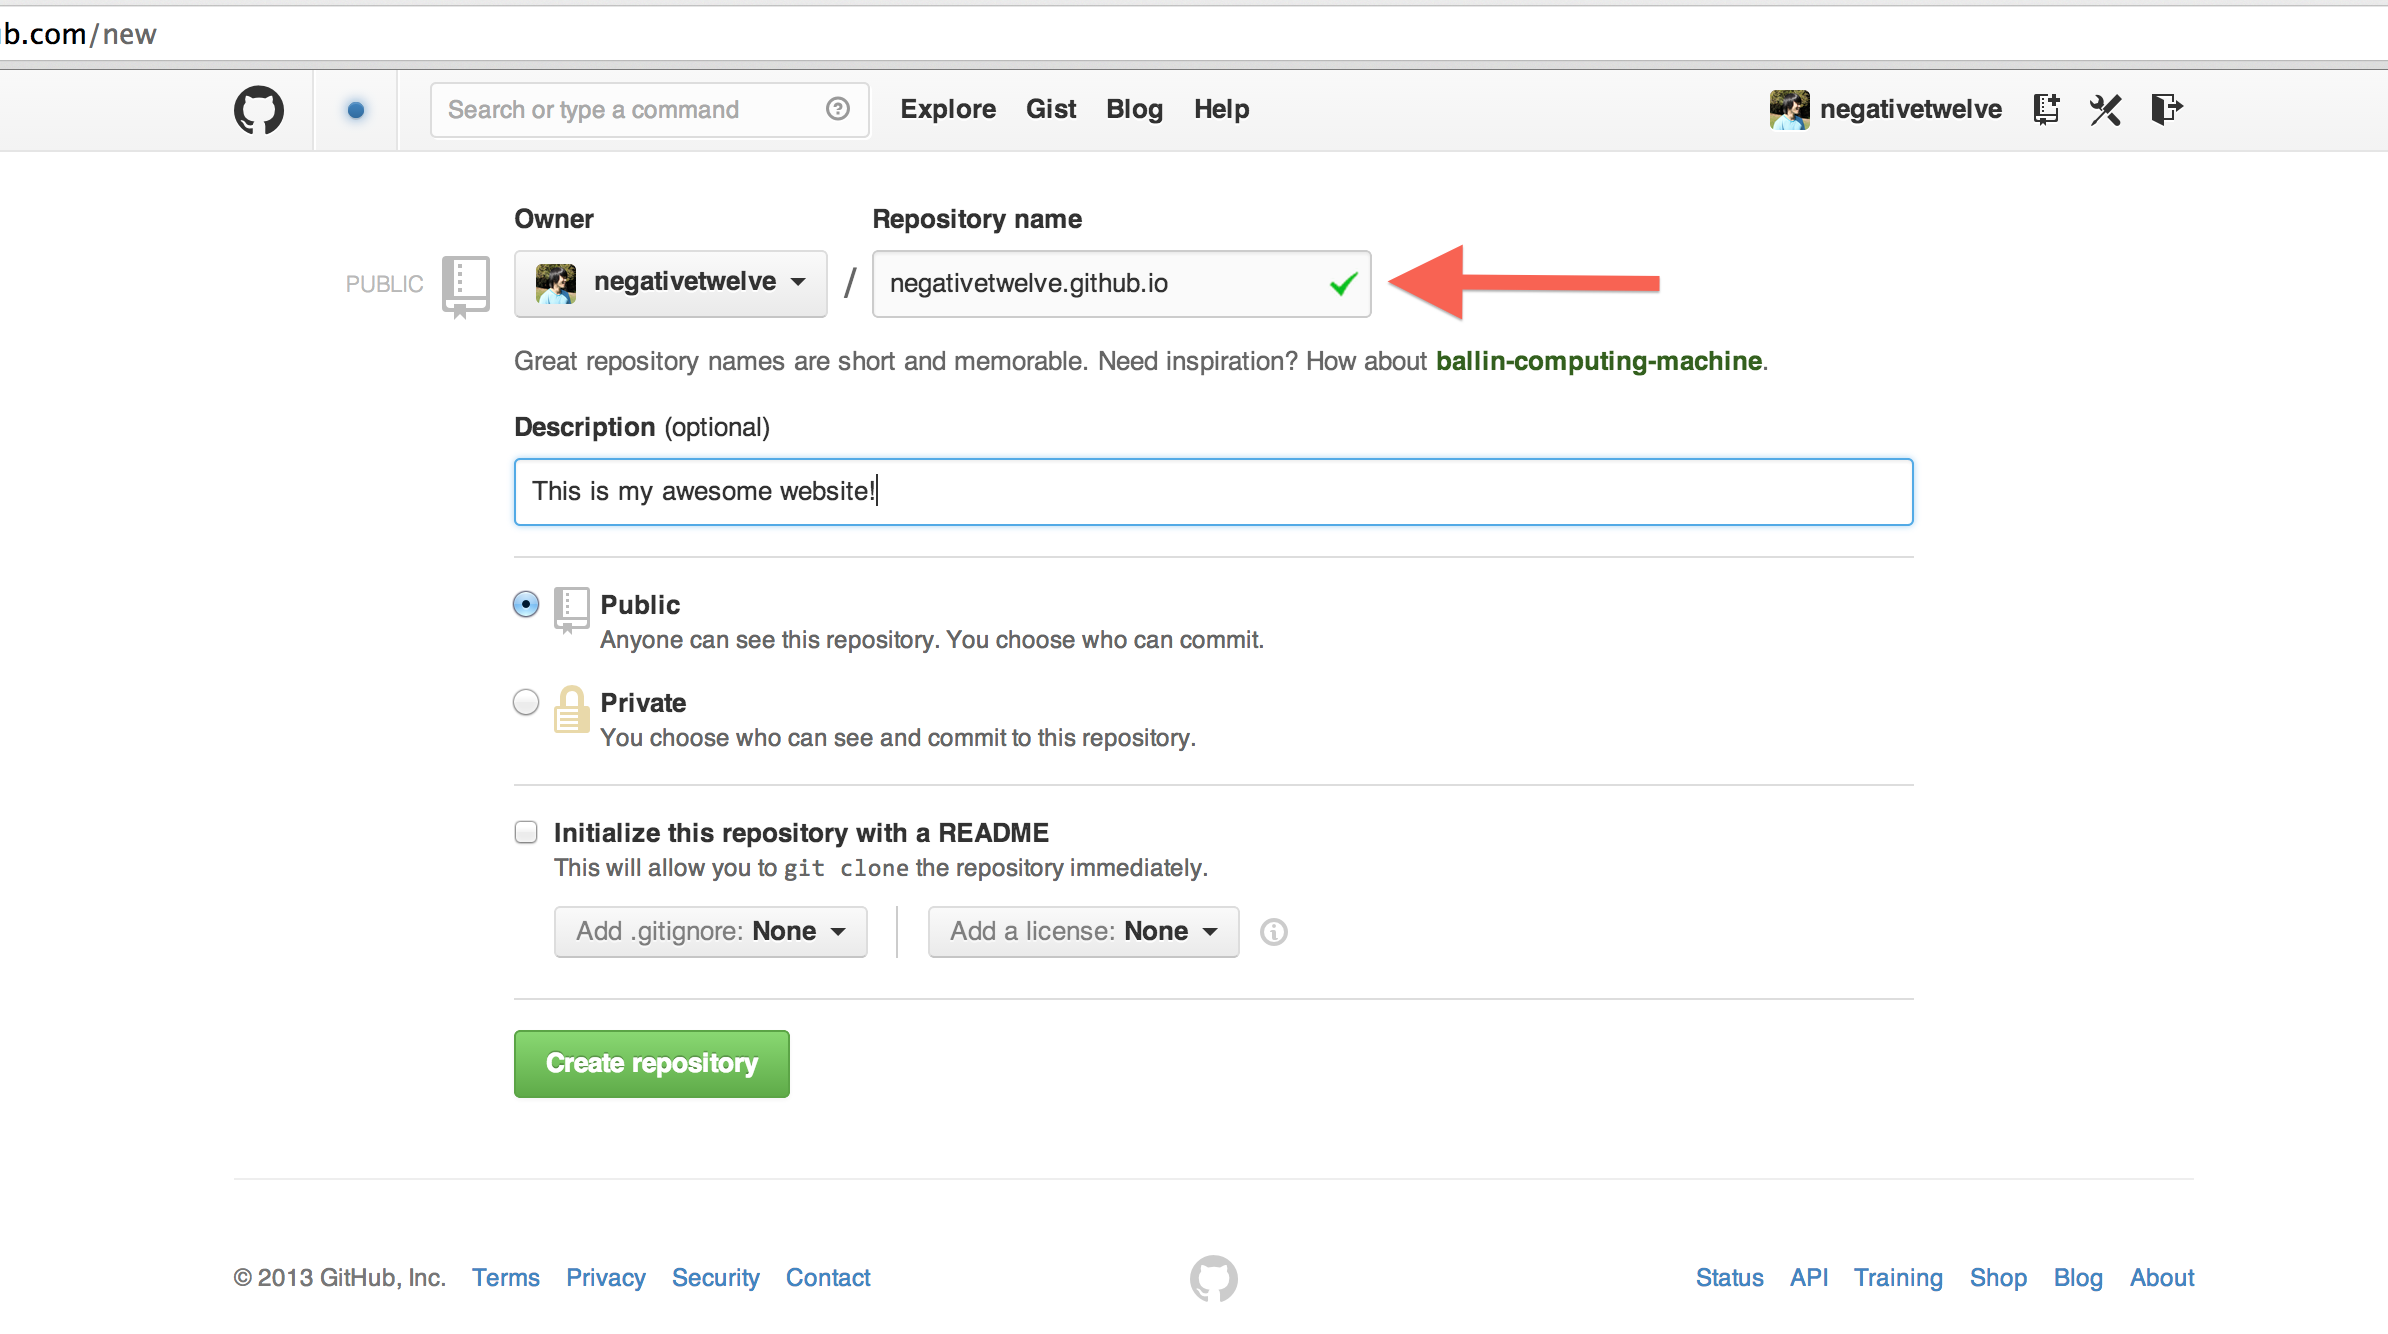 b.com/new
Search or type a command
Explore Gist Blog Help
negativetwelve
Owner
Repository name
PUBLIC
negativetwelve / negativetwelve.github.io
Great repository names are short and memorable. Need inspiration? How about ballin-computing-machine.
Description (optional)
This is my awesome website!
Public
Anyone can see this repository. You choose who can commit.
Private
You choose who can see and commit to this repository.
Initialize this repository with a README
This will allow you to git clone the repository immediately.
Add .gitignore: None
Add a license: None
Create repository
© 2013 GitHub, Inc. Terms Privacy Security Contact
Status API Training Shop Blog About